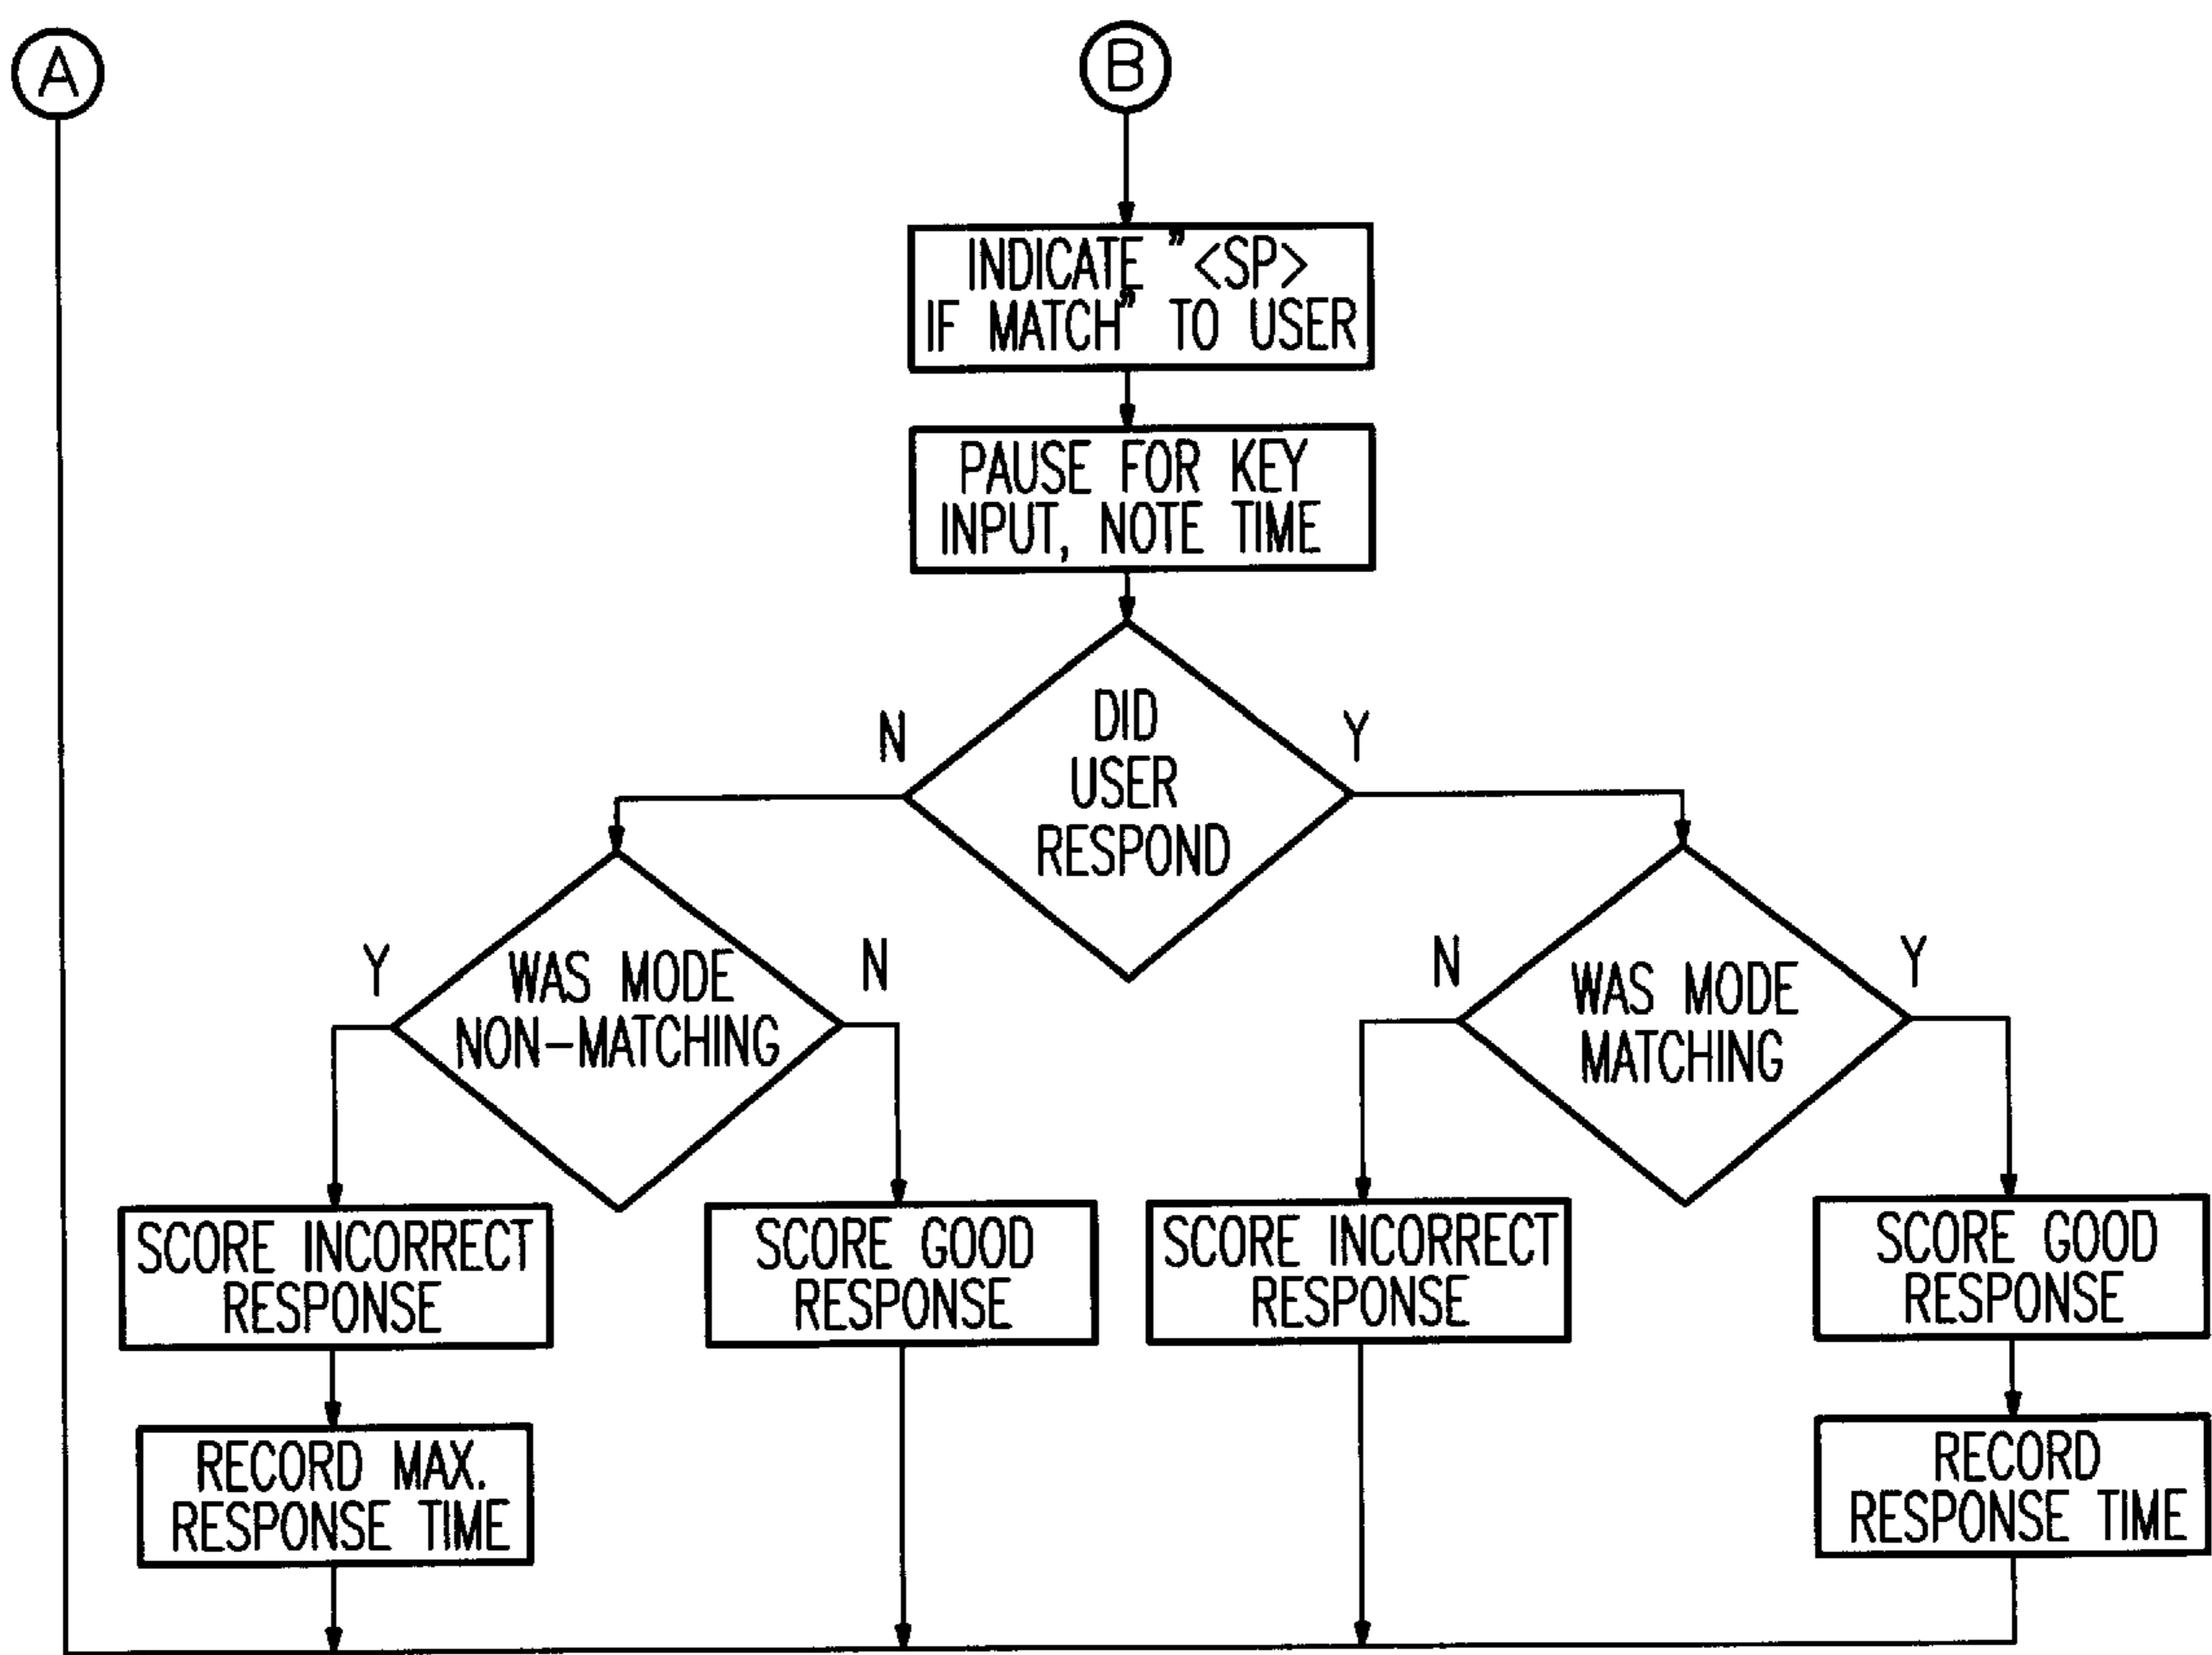 A
B
INDICATE "<SP>
IF MATCH" TO USER
PAUSE FOR KEY
INPUT, NOTE TIME
DID
USER
RESPOND
N
Y
WAS MODE
NON-MATCHING
Y
N
WAS MODE
MATCHING
N
Y
SCORE INCORRECT
RESPONSE
SCORE GOOD
RESPONSE
SCORE INCORRECT
RESPONSE
SCORE GOOD
RESPONSE
RECORD MAX.
RESPONSE TIME
RECORD
RESPONSE TIME